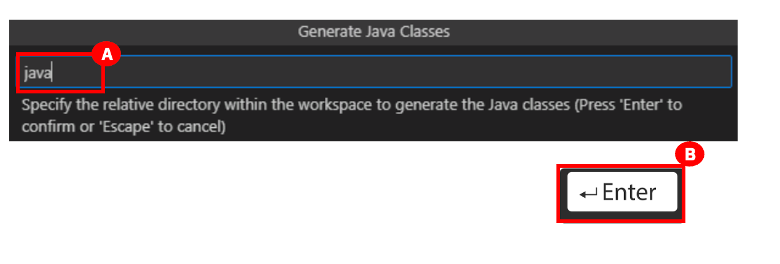 Generate Java Classes
A
java
Specify the relative directory within the workspace to generate the Java classes (Press 'Enter' to
confirm or 'Escape' to cancel)
B
↵ Enter